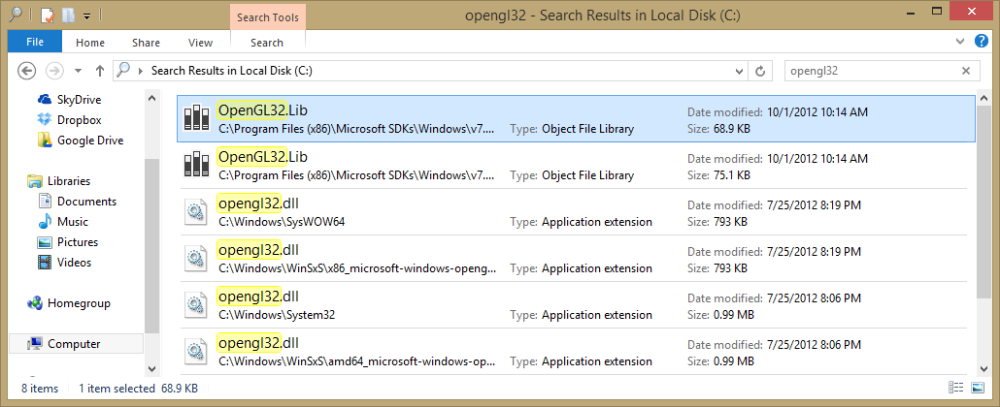 Search Tools
opengl32 - Search Results in Local Disk (C:)
File Home Share View Search
Search Results in Local Disk (C:)
opengl32
SkyDrive
Dropbox
Google Drive
Libraries
Documents
Music
Pictures
Videos
Homegroup
Computer
OpenGL32.Lib
Date modified: 10/1/2012 10:14 AM
C:\Program Files (x86)\Microsoft SDKs\Windows\v7.... Type: Object File Library Size: 68.9 KB
OpenGL32.Lib
Date modified: 10/1/2012 10:14 AM
C:\Program Files (x86)\Microsoft SDKs\Windows\v7.... Type: Object File Library Size: 75.1 KB
opengl32.dll
Date modified: 7/25/2012 8:19 PM
C:\Windows\SysWOW64 Type: Application extension Size: 793 KB
opengl32.dll
Date modified: 7/25/2012 8:19 PM
C:\Windows\WinSxS\x86_microsoft-windows-openg... Type: Application extension Size: 793 KB
opengl32.dll
Date modified: 7/25/2012 8:06 PM
C:\Windows\System32 Type: Application extension Size: 0.99 MB
opengl32.dll
Date modified: 7/25/2012 8:06 PM
C:\Windows\WinSxS\amd64_microsoft-windows-op... Type: Application extension Size: 0.99 MB
8 items 1 item selected 68.9 KB